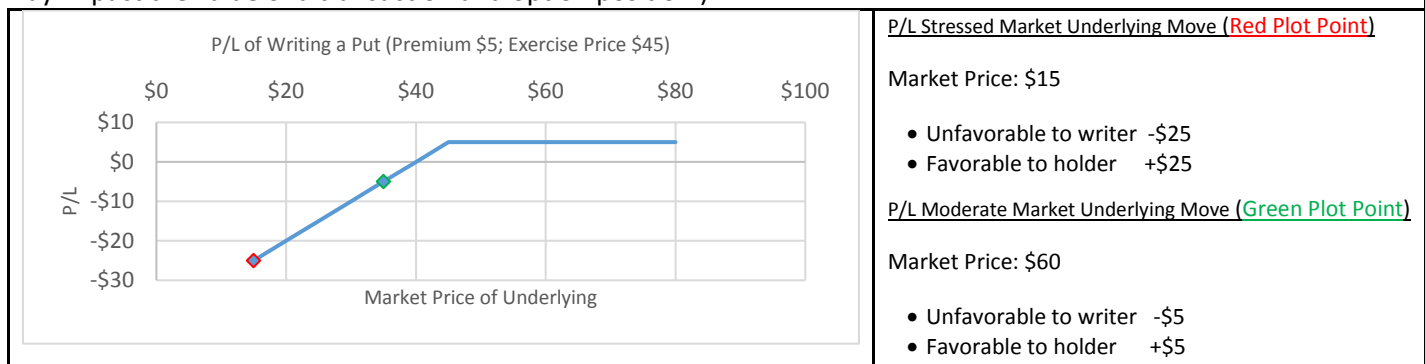 P/L of Writing a Put (Premium $5; Exercise Price $45)
$0 $20 $40 $60 $80 $100
$10
$0
-$10
-$20
-$30
P/L
Market Price of Underlying
P/L Stressed Market Underlying Move (Red Plot Point)
Market Price: $15
• Unfavorable to writer -$25
• Favorable to holder +$25
P/L Moderate Market Underlying Move (Green Plot Point)
Market Price: $60
• Unfavorable to writer -$5
• Favorable to holder +$5